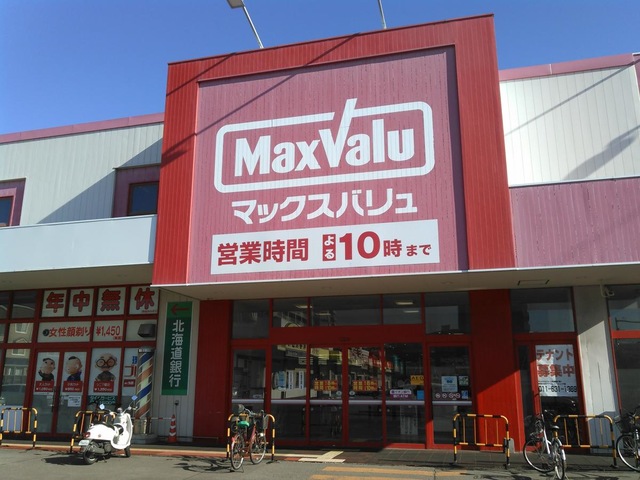 MaxValu
マックスバリュ
営業時間 よる10時まで
年中無休
女性顔剃り ¥1,450
北海道銀行
テナント
募集中